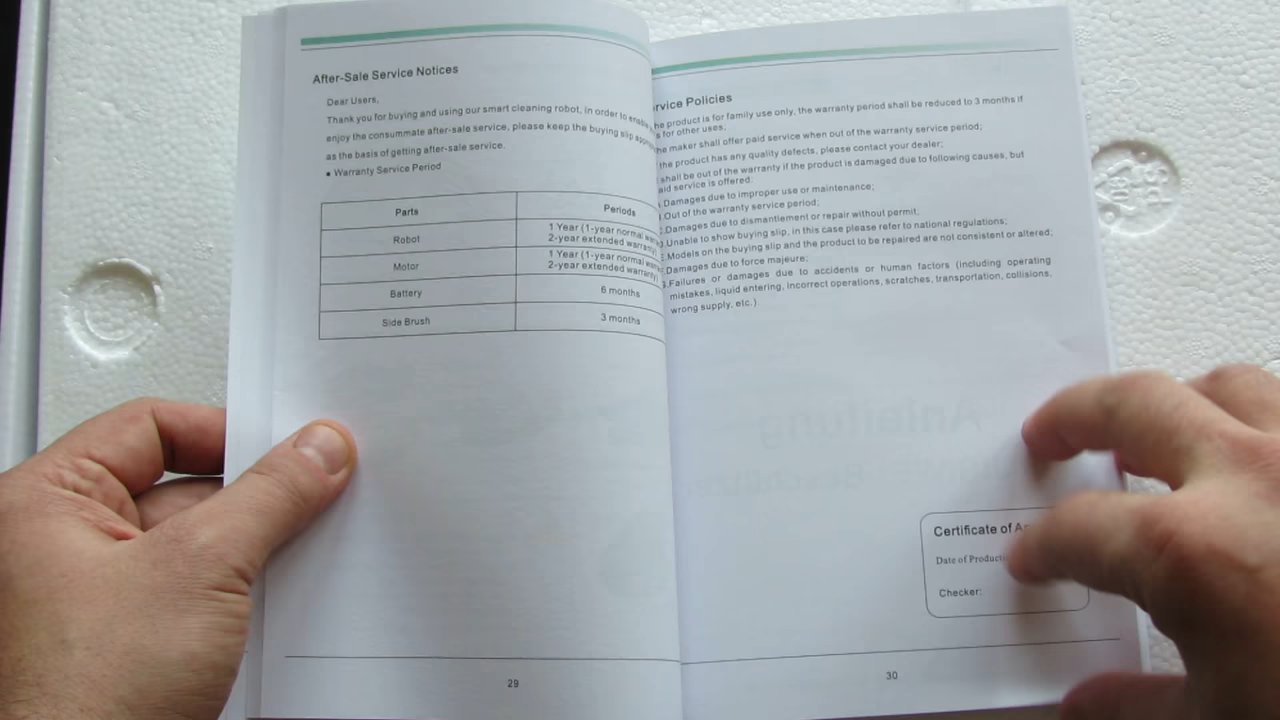 After-Sale Service Notices
Dear Users,
Thank you for buying and using our smart cleaning robot, in order to enable
enjoy the consummate after-sale service, please keep the buying slip
as the basis of getting after-sale service.
• Warranty Service Period
Parts Periods
Robot 1 Year (1-year normal
2-year extended warranty)
Motor 1 Year (1-year normal
2-year extended warranty)
Battery 6 months
Side Brush 3 months
29
Policies
product is for family use only, the warranty period shall be reduced to 3 months if
for other uses;
maker shall offer paid service when out of the warranty service period;
the product has any quality defects, please contact your dealer;
shall be out of the warranty if the product is damaged due to following causes, but
service is offered:
Damages due to improper use or maintenance;
Out of the warranty service period;
Damages due to dismantlement or repair without permit;
Unable to show buying slip, in this case please refer to national regulations;
Models on the buying slip and the product to be repaired are not consistent or altered;
Damages due to force majeure;
Failures or damages due to accidents or human factors (including operating
mistakes, liquid entering, incorrect operations, scratches, transportation, collisions,
wrong supply, etc.)
Certificate of
Date of
Checker:
30